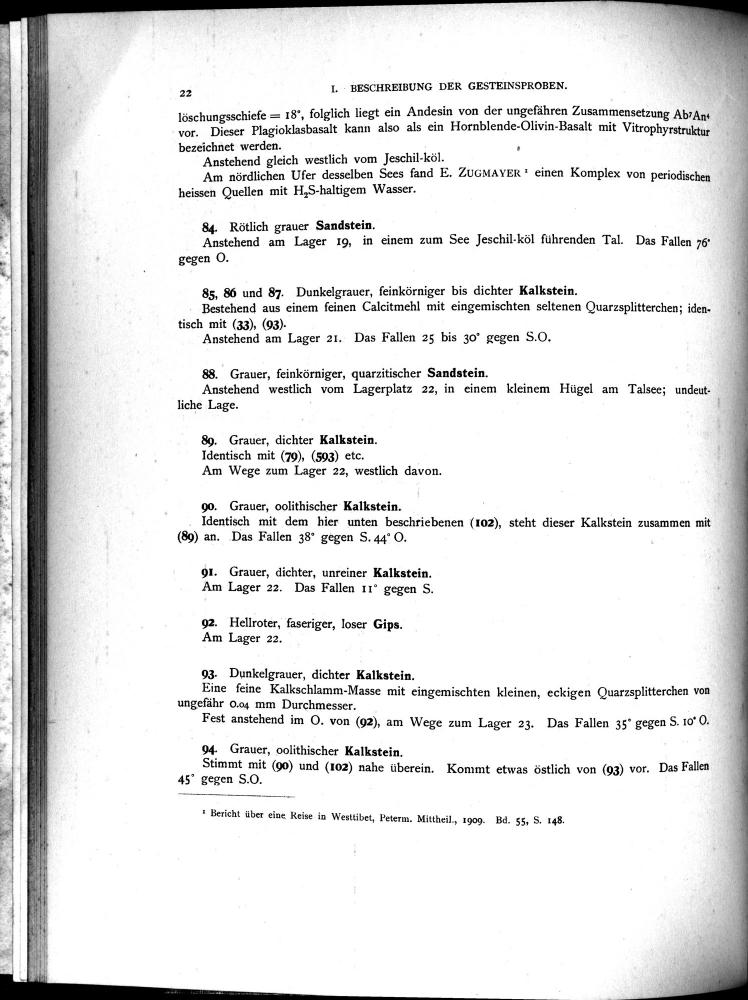 22
I. BESCHREIBUNG DER GESTEINSPROBEN.
löschungsschiefe = 18°, folglich liegt ein Andesin von der ungefähren Zusammensetzung Ab⁷An⁴
vor. Dieser Plagioklasbasalt kann also als ein Hornblende-Olivin-Basalt mit Vitrophyrstruktur
bezeichnet werden.
Anstehend gleich westlich vom Jeschil-köl.
Am nördlichen Ufer desselben Sees fand E. ZUGMAYER ¹ einen Komplex von periodischen
heissen Quellen mit H₂S-haltigem Wasser.
84. Rötlich grauer Sandstein.
Anstehend am Lager 19, in einem zum See Jeschil-köl führenden Tal. Das Fallen 76°
gegen O.
85, 86 und 87. Dunkelgrauer, feinkörniger bis dichter Kalkstein.
Bestehend aus einem feinen Calcitmehl mit eingemischten seltenen Quarzsplitterchen; iden-
tisch mit (33), (93).
Anstehend am Lager 21. Das Fallen 25 bis 30° gegen S.O.
88. Grauer, feinkörniger, quarzitischer Sandstein.
Anstehend westlich vom Lagerplatz 22, in einem kleinem Hügel am Talsee; undeut-
liche Lage.
89. Grauer, dichter Kalkstein.
Identisch mit (79), (593) etc.
Am Wege zum Lager 22, westlich davon.
90. Grauer, oolithischer Kalkstein.
Identisch mit dem hier unten beschriebenen (102), steht dieser Kalkstein zusammen mit
(89) an. Das Fallen 38° gegen S. 44° O.
91. Grauer, dichter, unreiner Kalkstein.
Am Lager 22. Das Fallen 11° gegen S.
92. Hellroter, faseriger, loser Gips.
Am Lager 22.
93. Dunkelgrauer, dichter Kalkstein.
Eine feine Kalkschlamm-Masse mit eingemischten kleinen, eckigen Quarzsplitterchen von
ungefähr 0.04 mm Durchmesser.
Fest anstehend im O. von (92), am Wege zum Lager 23. Das Fallen 35° gegen S. 10° O.
94. Grauer, oolithischer Kalkstein.
Stimmt mit (90) und (102) nahe überein. Kommt etwas östlich von (93) vor. Das Fallen
45° gegen S.O.
¹ Bericht über eine Reise in Westtibet, Peterm. Mittheil., 1909. Bd. 55, S. 148.